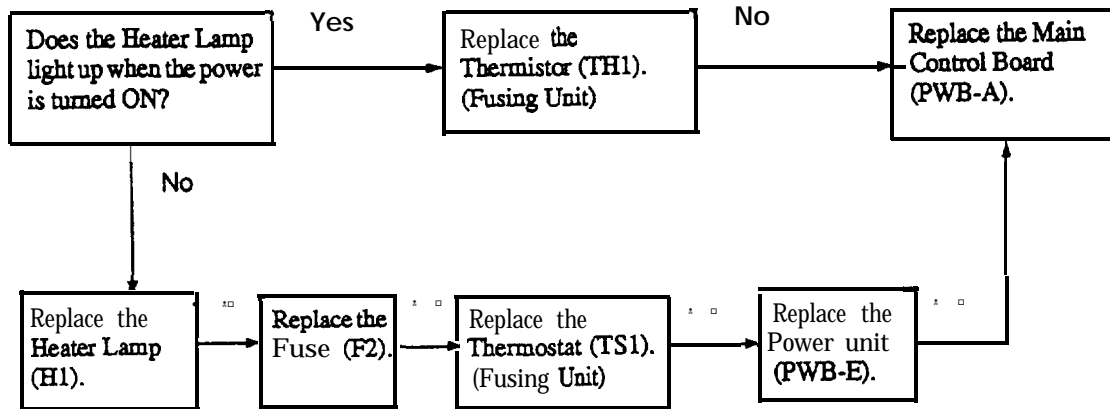 Does the Heater Lamp
light up when the power
is turned ON?
Yes
Replace the
Thermistor (TH1).
(Fusing Unit)
No
Replace the Main
Control Board
(PWB-A).
No
Replace the
Heater Lamp
(H1).
Replace the
Fuse (F2).
Replace the
Thermostat (TS1).
(Fusing Unit)
Replace the
Power unit
(PWB-E).